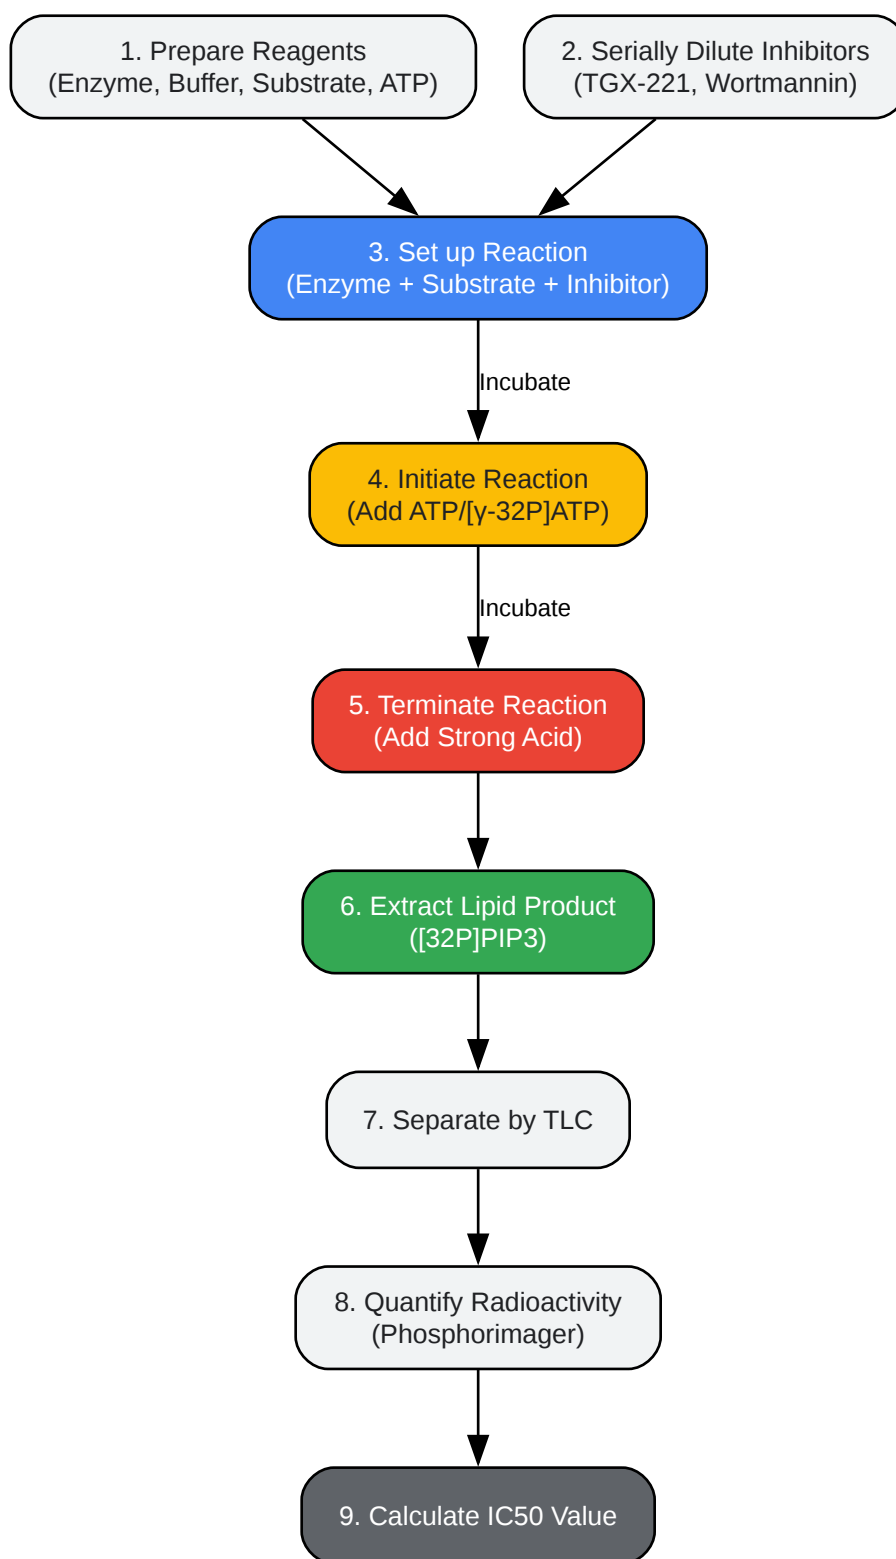 1. Prepare Reagents
(Enzyme, Buffer, Substrate, ATP)
2. Serially Dilute Inhibitors
(TGX-221, Wortmannin)
3. Set up Reaction
(Enzyme + Substrate + Inhibitor)
Incubate
4. Initiate Reaction
(Add ATP/[γ-32P]ATP)
Incubate
5. Terminate Reaction
(Add Strong Acid)
6. Extract Lipid Product
([32P]PIP3)
7. Separate by TLC
8. Quantify Radioactivity
(Phosphorimager)
9. Calculate IC50 Value